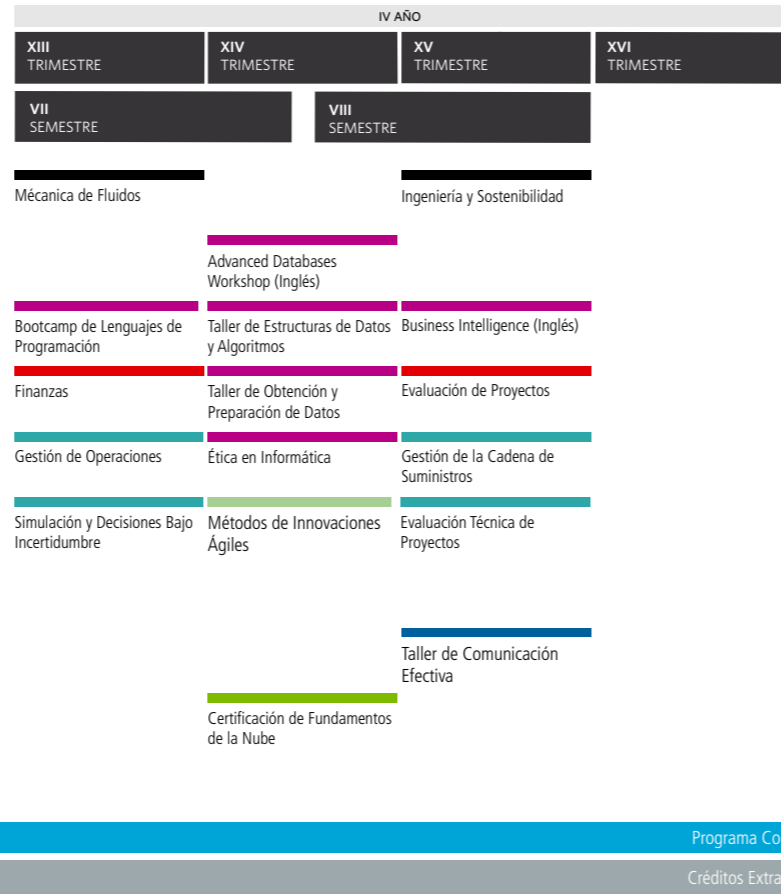 IV AÑO
XIII
TRIMESTRE
XIV
TRIMESTRE
XV
TRIMESTRE
XVI
TRIMESTRE
VII
SEMESTRE
VIII
SEMESTRE
Mécanica de Fluidos
Ingeniería y Sostenibilidad
Advanced Databases
Workshop (Inglés)
Bootcamp de Lenguajes de
Programación
Taller de Estructuras de Datos
y Algoritmos
Business Intelligence (Inglés)
Finanzas
Taller de Obtención y
Preparación de Datos
Evaluación de Proyectos
Gestión de Operaciones
Ética en Informática
Gestión de la Cadena de
Suministros
Simulación y Decisiones Bajo
Incertidumbre
Métodos de Innovaciones
Ágiles
Evaluación Técnica de
Proyectos
Taller de Comunicación
Efectiva
Certificación de Fundamentos
de la Nube
Programa Co
Créditos Extra